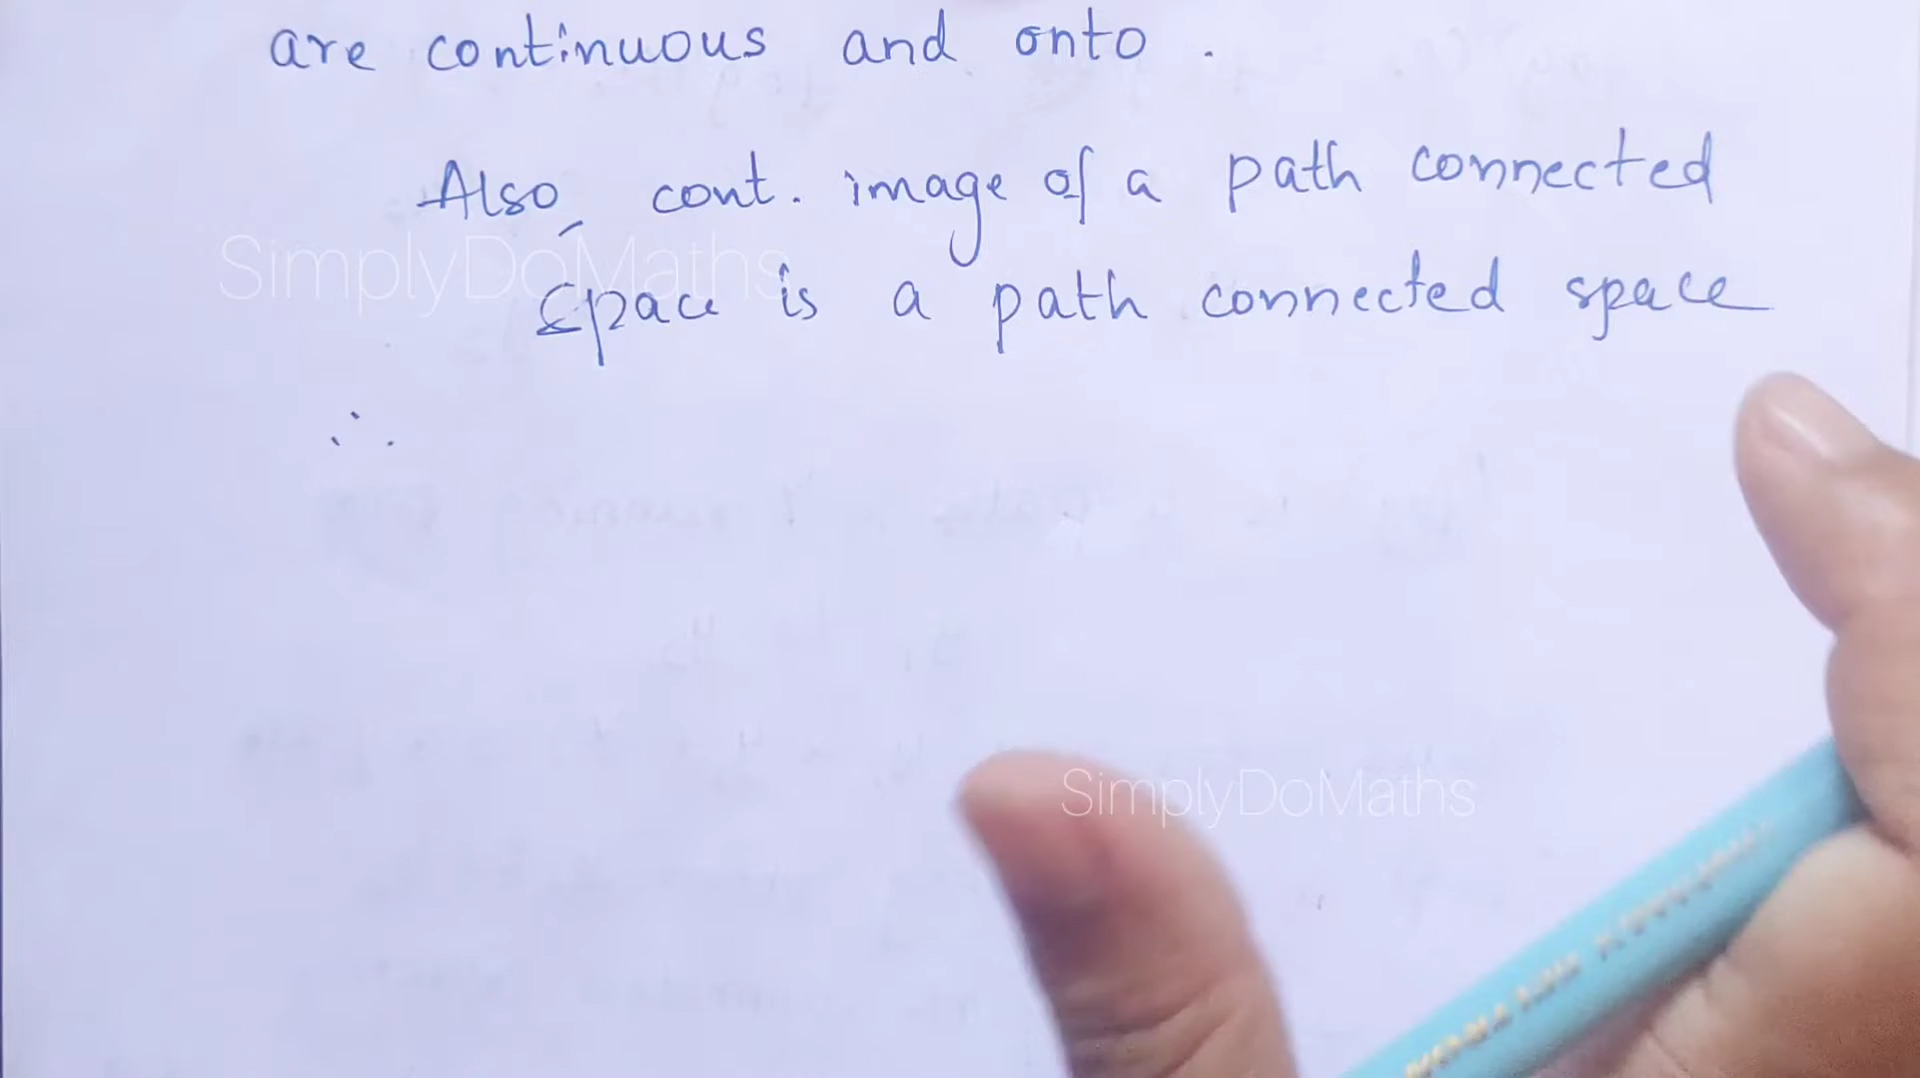 are continuous and onto .
Also, cont. image of a path connected
SimplyDoMaths
space is a path connected space
∴
SimplyDoMaths